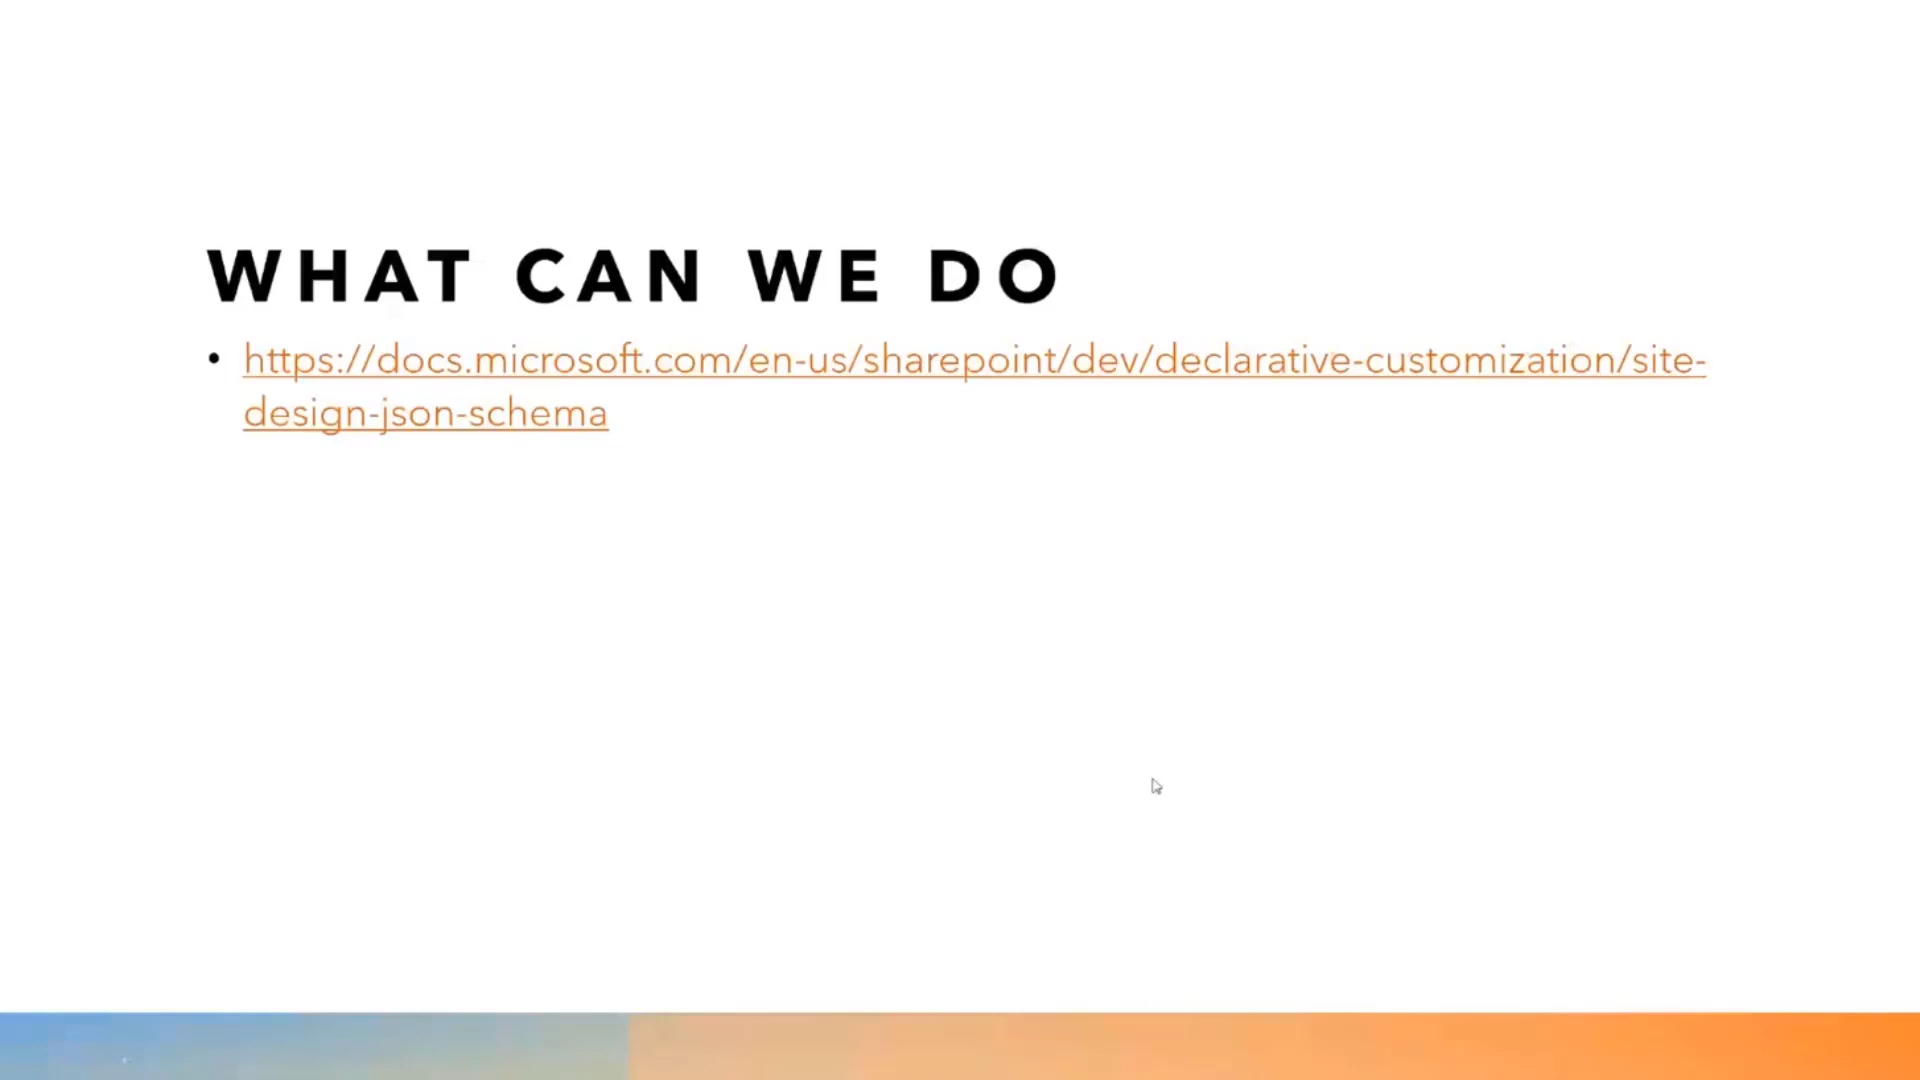 WHAT CAN WE DO
• https://docs.microsoft.com/en-us/sharepoint/dev/declarative-customization/site-
design-json-schema